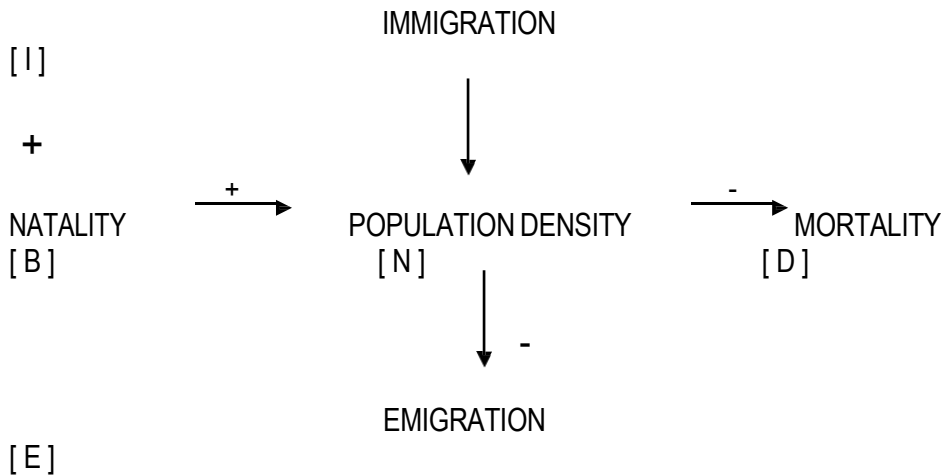 IMMIGRATION
[ I ]
+
+ -
NATALITY POPULATION DENSITY MORTALITY
[ B ] [ N ] [ D ]
-
EMIGRATION
[ E ]